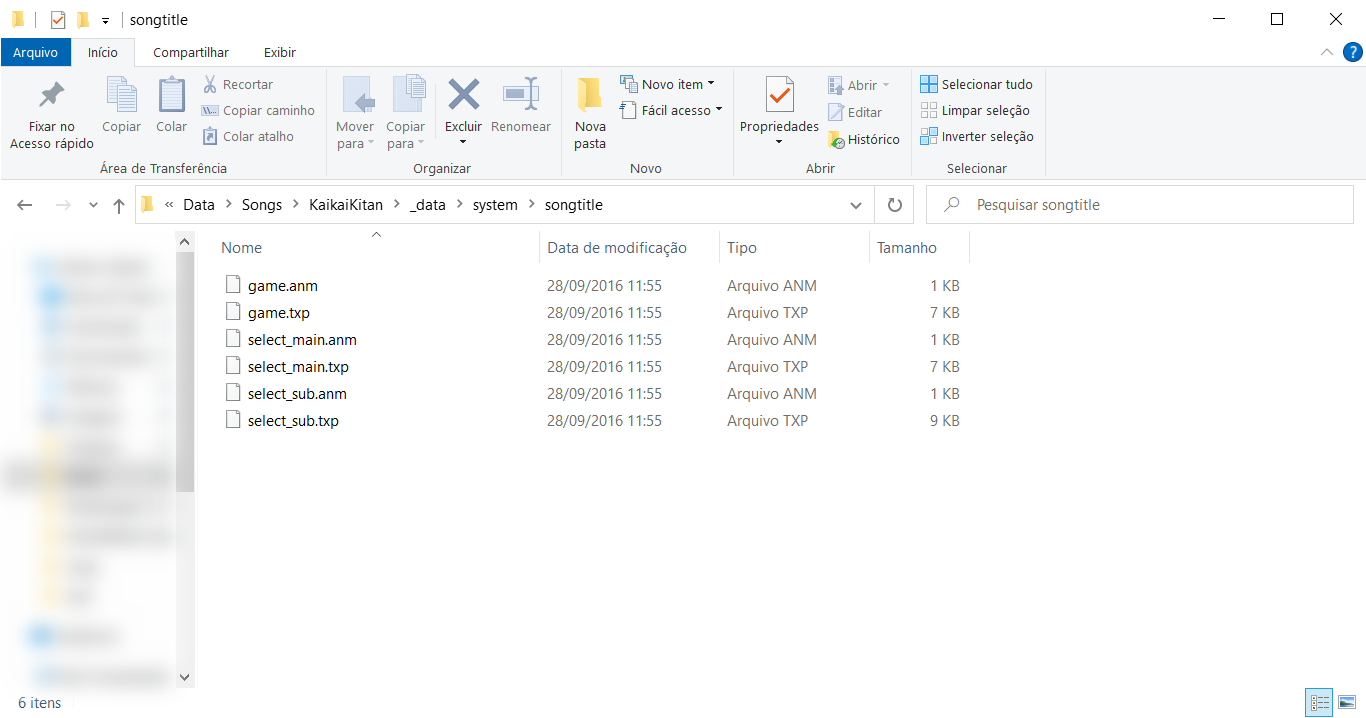 songtitle
Arquivo Início Compartilhar Exibir
Fixar no
Acesso rápido
Copiar
Colar
Recortar
Copiar caminho
Colar atalho
Área de Transferência
Mover
para
Copiar
para
Excluir
Renomear
Organizar
Nova
pasta
Novo item
Fácil acesso
Novo
Propriedades
Abrir
Editar
Histórico
Abrir
Selecionar tudo
Limpar seleção
Inverter seleção
Selecionar
« Data > Songs > KaikaiKitan > _data > system > songtitle
Pesquisar songtitle
Nome Data de modificação Tipo Tamanho
game.anm 28/09/2016 11:55 Arquivo ANM 1 KB
game.txp 28/09/2016 11:55 Arquivo TXP 7 KB
select_main.anm 28/09/2016 11:55 Arquivo ANM 1 KB
select_main.txp 28/09/2016 11:55 Arquivo TXP 7 KB
select_sub.anm 28/09/2016 11:55 Arquivo ANM 1 KB
select_sub.txp 28/09/2016 11:55 Arquivo TXP 9 KB
6 itens